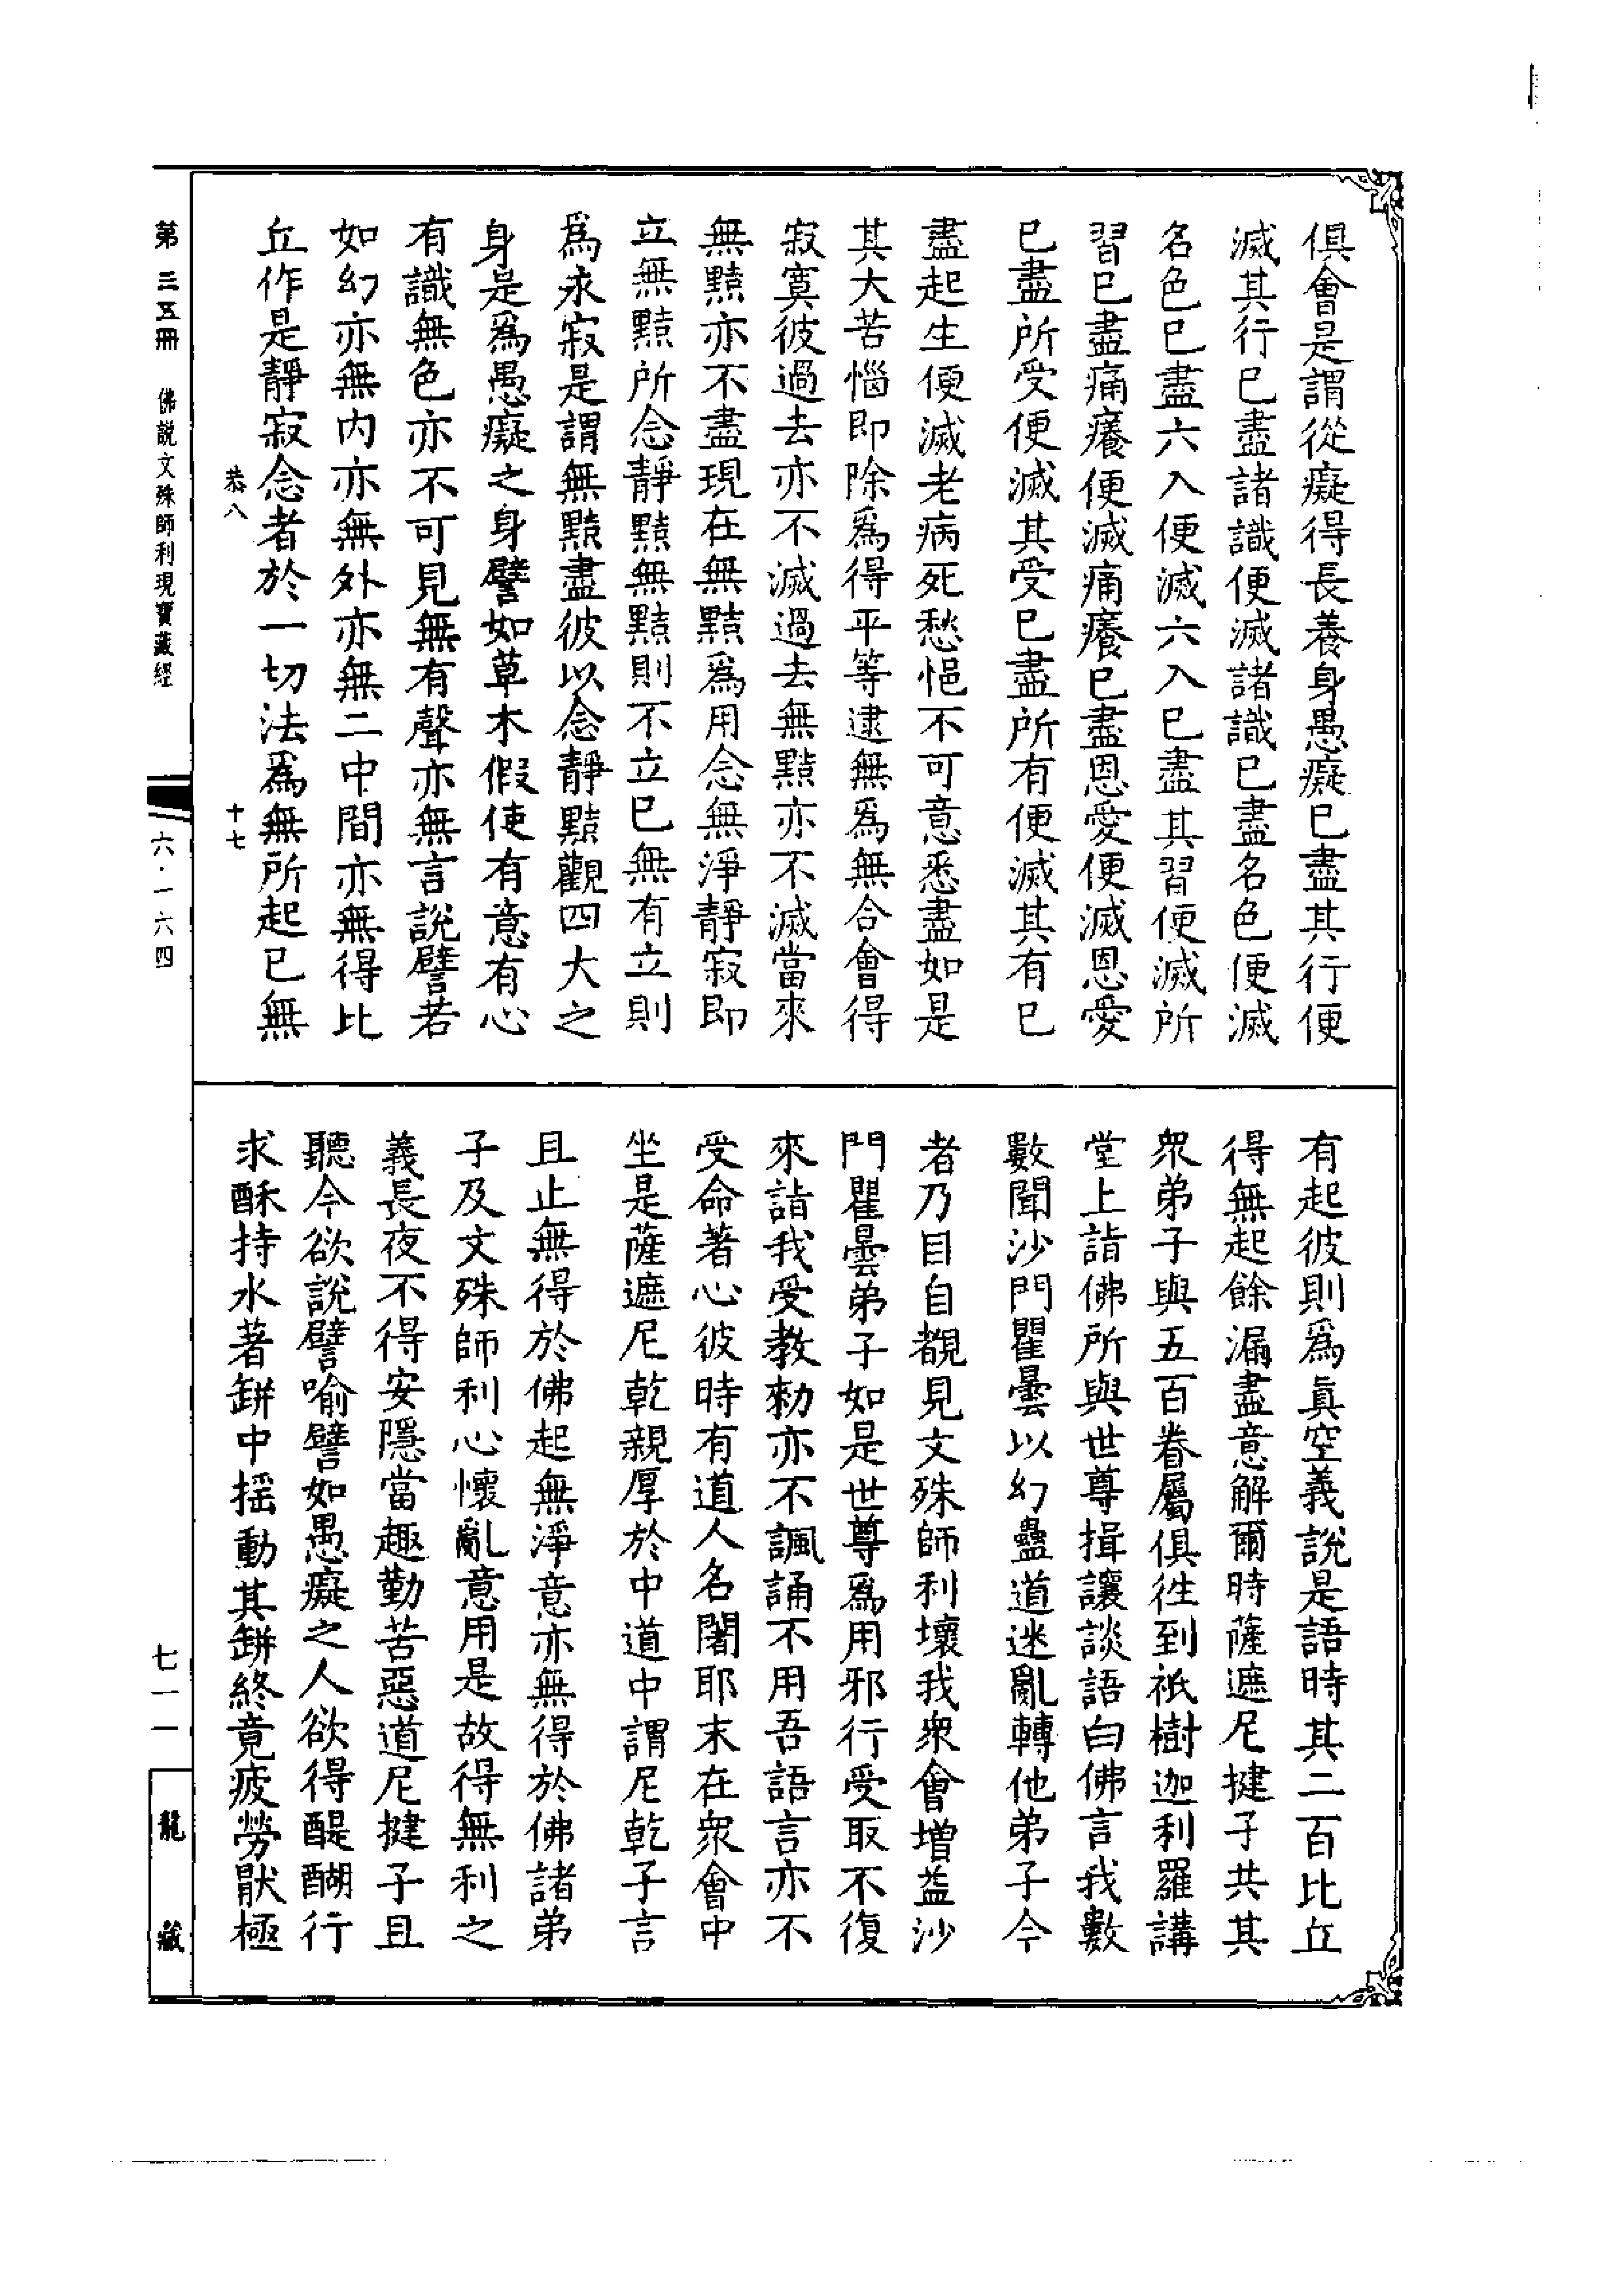 俱會是謂從癡得長養身愚癡已盡其行便
滅其行已盡諸識便滅諸識已盡名色便滅
名色已盡六入便滅六入已盡其習便滅所
習已盡痛癢便滅痛癢已盡恩愛便滅恩愛
已盡所受便滅其受已盡所有便滅其有已
盡起生便滅老病死愁悒不可意悉盡如是
其大苦惱即除爲得平等逮無爲無合會得
寂寞彼過去亦不滅過去無黠亦不滅當來
無黠亦不盡現在無黠爲用念無淨靜寂即
立無黠所念靜黠無黠則不立已無有立則
爲永寂是謂無黠盡彼以念靜黠觀四大之
身是爲愚癡之身譬如草木假使有意有心
有識無色亦不可見無有聲亦無言說譬若
如幻亦無內亦無外亦無二中間亦無得比
丘作是靜寂念者於一切法爲無所起已無
恭八 十七
有起彼則爲眞空義說是語時其二百比丘
得無起餘漏盡意解爾時薩遮尼揵子共其
衆弟子與五百眷屬俱徃到祇樹迦利羅講
堂上詣佛所與世尊揖讓談語白佛言我數
數聞沙門瞿曇以幻蠱道迷亂轉他弟子今
者乃目自覩見文殊師利壞我衆會增益沙
門瞿曇弟子如是世尊爲用邪行受取不復
來詣我受教勑亦不諷誦不用吾語言亦不
受命著心彼時有道人名闍耶末在衆會中
坐是薩遮尼乾親厚於中道中謂尼乾子言
且止無得於佛起無淨意亦無得於佛諸弟
子及文殊師利心懷亂意用是故得無利之
義長夜不得安隱當趣勤苦惡道尼揵子且
聽今欲說譬喻譬如愚癡之人欲得醍醐行
求酥持水著缾中搖動其缾終竟疲勞厭極
第三五冊 佛説文殊師利現寶藏經
六·一六四
七一一
龍藏